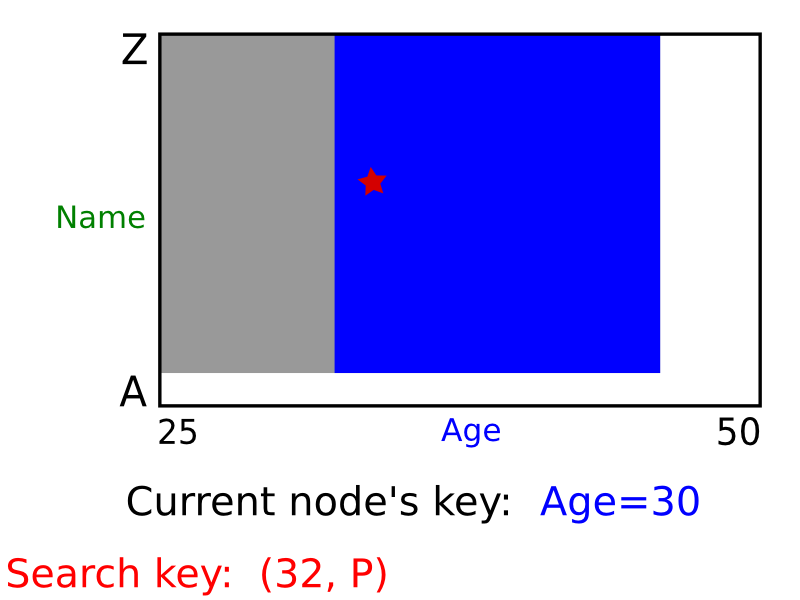 Z
Name
A
25 Age 50
Current node's key: Age=30
Search key: (32, P)